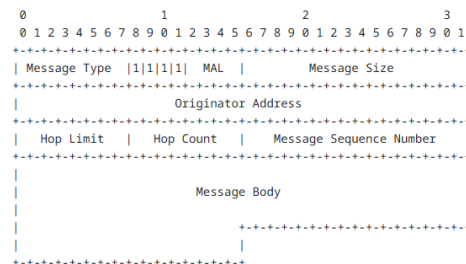 0                   1                   2                   3
0 1 2 3 4 5 6 7 8 9 0 1 2 3 4 5 6 7 8 9 0 1 2 3 4 5 6 7 8 9 0 1
+-+-+-+-+-+-+-+-+-+-+-+-+-+-+-+-+-+-+-+-+-+-+-+-+-+-+-+-+-+-+-+-
| Message Type  |1|1|1|1|  MAL  |         Message Size
+-+-+-+-+-+-+-+-+-+-+-+-+-+-+-+-+-+-+-+-+-+-+-+-+-+-+-+-+-+-+-+-
|                      Originator Address
+-+-+-+-+-+-+-+-+-+-+-+-+-+-+-+-+-+-+-+-+-+-+-+-+-+-+-+-+-+-+-+-
|   Hop Limit   |   Hop Count   |    Message Sequence Number
+-+-+-+-+-+-+-+-+-+-+-+-+-+-+-+-+-+-+-+-+-+-+-+-+-+-+-+-+-+-+-+-
|
|                         Message Body
|
|                               +-+-+-+-+-+-+-+-+-+-+-+-+-+-+-+-
|                               |
+-+-+-+-+-+-+-+-+-+-+-+-+-+-+-+-+